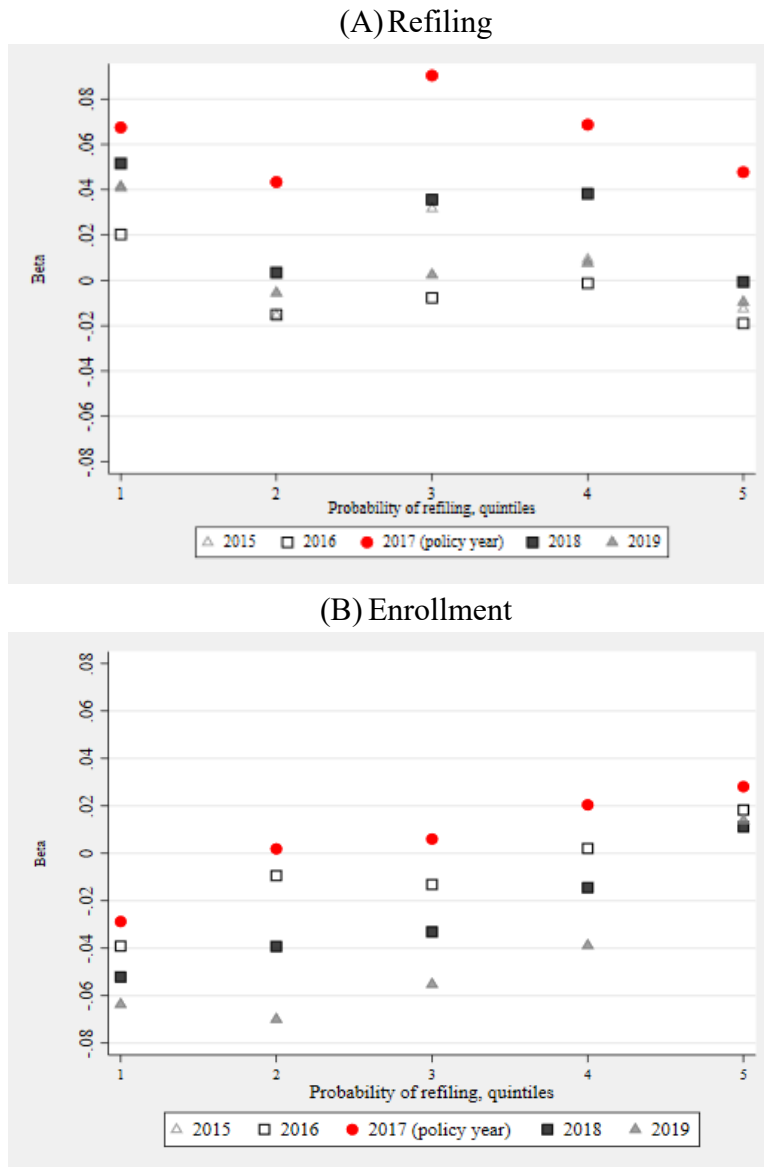 (A) Refiling
.08
.06
.04
.02
0
-.02
-.04
-.06
-.08
Beta
1 2 3 4 5
Probability of refiling, quintiles
2015 2016 2017 (policy year) 2018 2019
(B) Enrollment
.08
.06
.04
.02
0
-.02
-.04
-.06
-.08
Beta
1 2 3 4 5
Probability of refiling, quintiles
2015 2016 2017 (policy year) 2018 2019